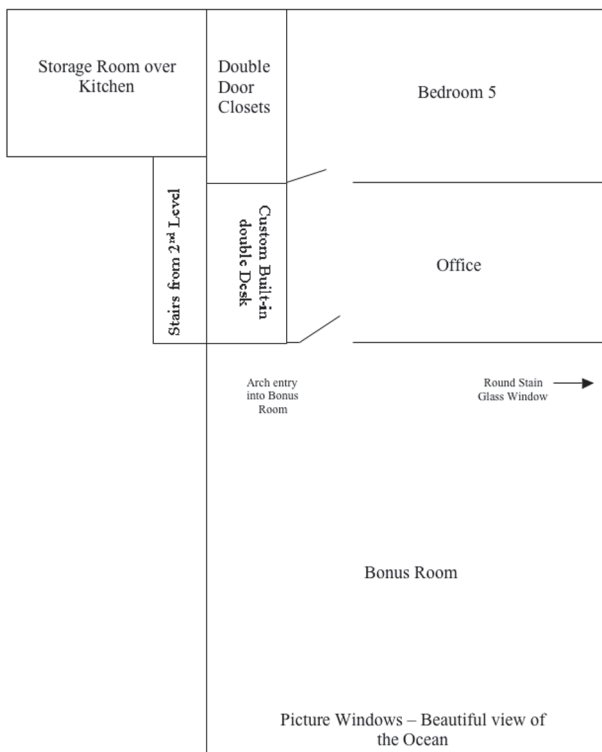 Storage Room over
Kitchen
Double
Door
Closets
Bedroom 5
Stairs from 2nd Level
Custom Built-in
double Desk
Office
Arch entry
into Bonus
Room
Round Stain
Glass Window
Bonus Room
Picture Windows – Beautiful view of
the Ocean